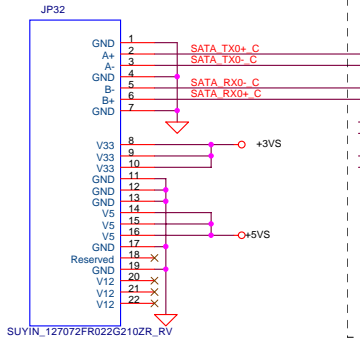 JP32
GND 1
A+ 2 SATA_TX0+_C
A- 3 SATA_TX0-_C
GND 4
B- 5 SATA_RX0-_C
B+ 6 SATA_RX0+_C
GND 7
V33 8 +3VS
V33 9
V33 10
GND 11
GND 12
GND 13
V5 14
V5 15
V5 16 +5VS
GND 17
Reserved 18
GND 19
V12 20
V12 21
V12 22
SUYIN_127072FR022G210ZR_RV